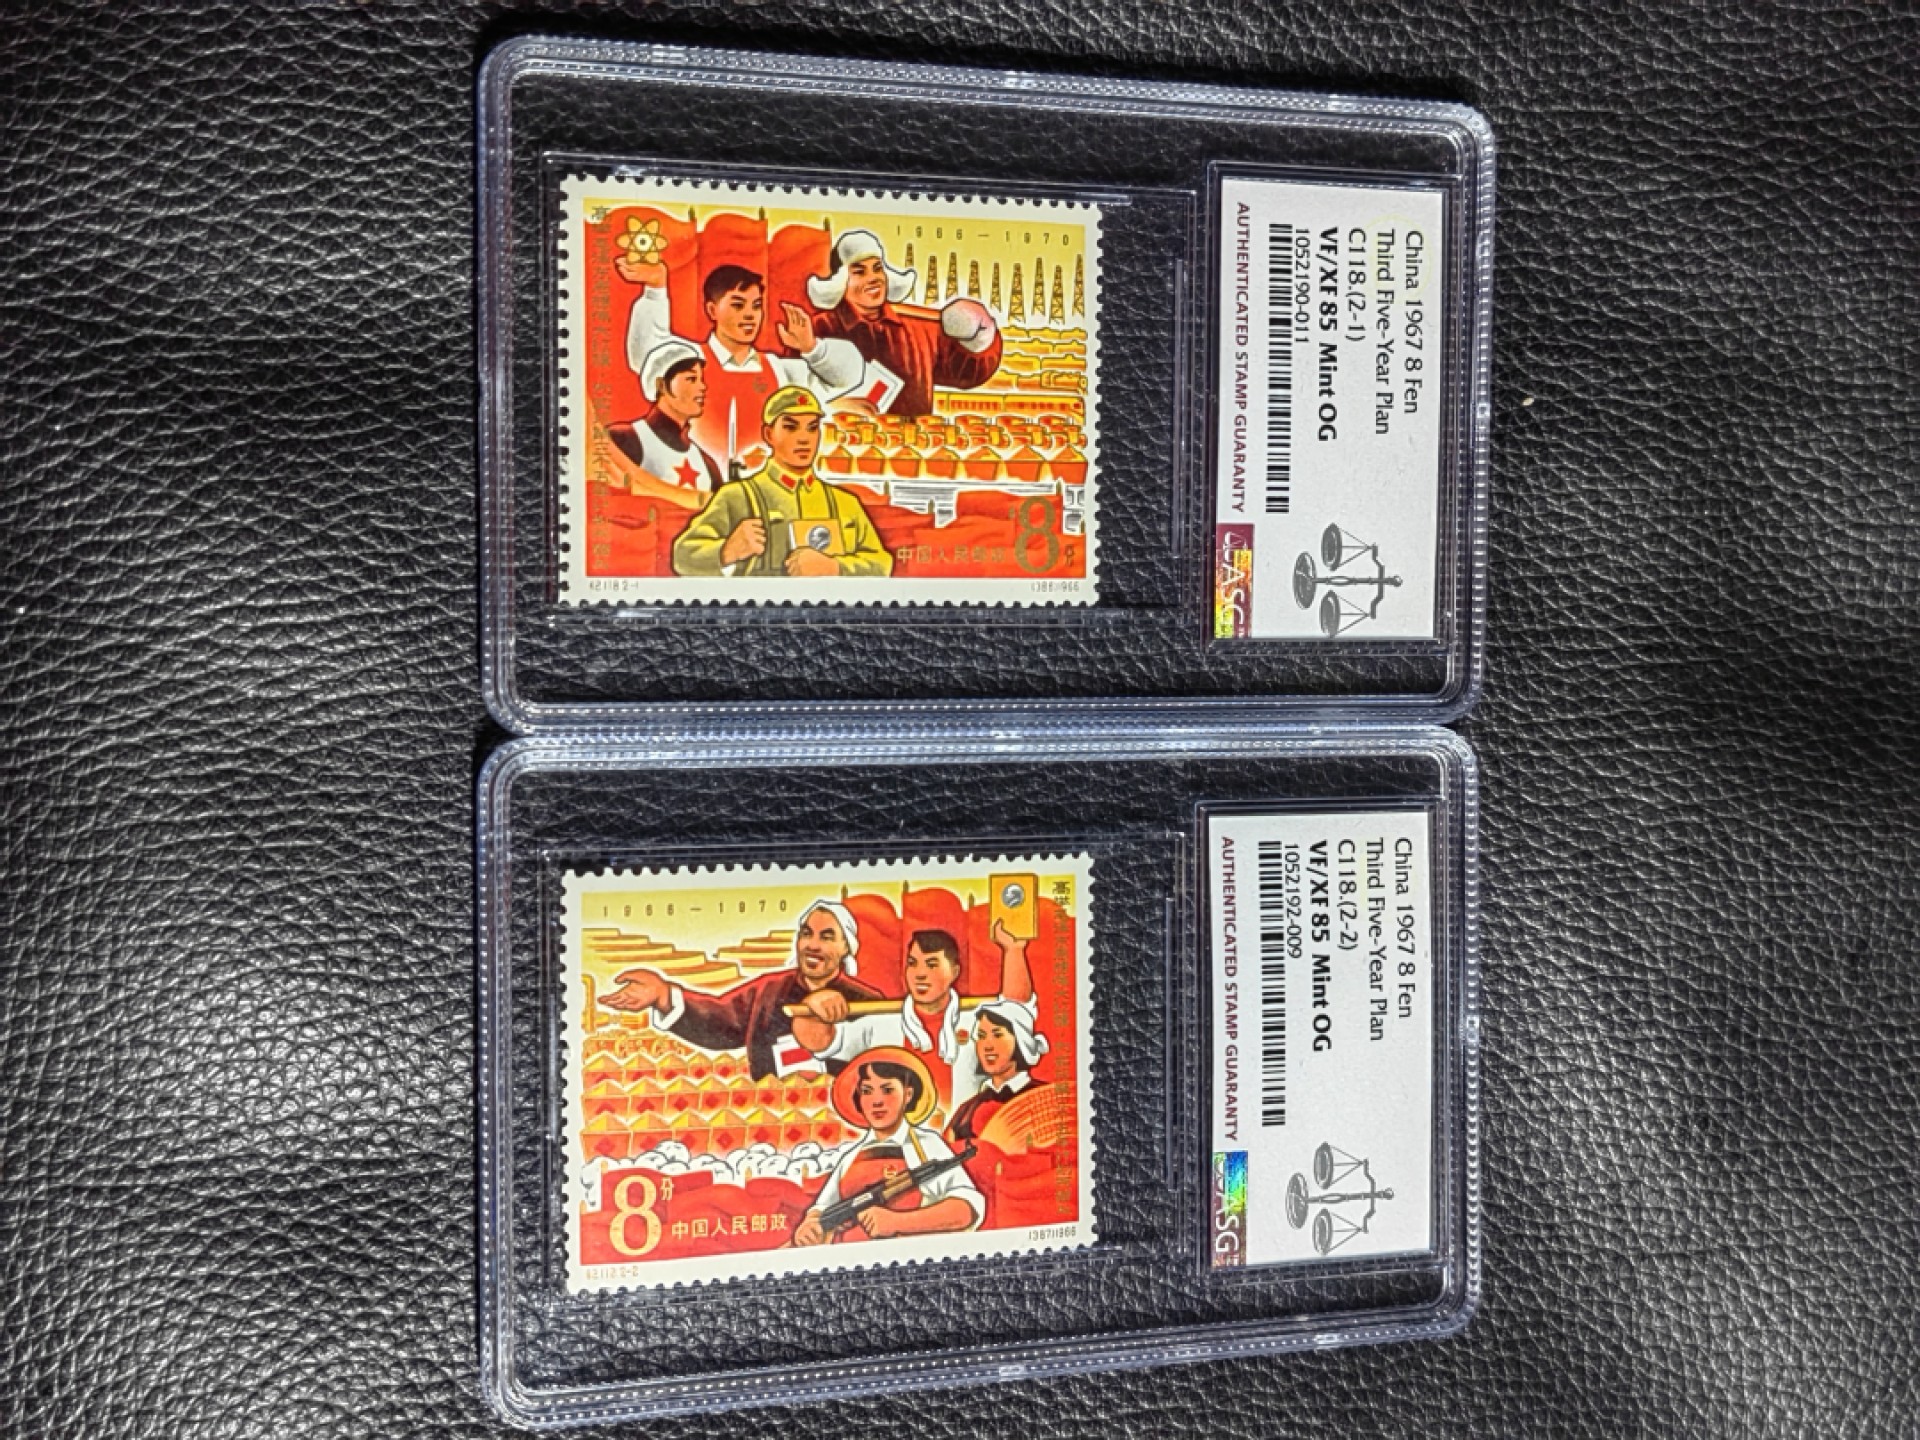 China 1967 8 Fen
Third Five-Year Plan
C118.(2-1)
VF/XF 85 Mint OG
1052190-011
AUTHENTICATED STAMP GUARANTY
ASG
1966-1970
中国人民邮政
8分
China 1967 8 Fen
Third Five-Year Plan
C118.(2-2)
VF/XF 85 Mint OG
1052192-009
AUTHENTICATED STAMP GUARANTY
ASG
1966-1970
8分
中国人民邮政